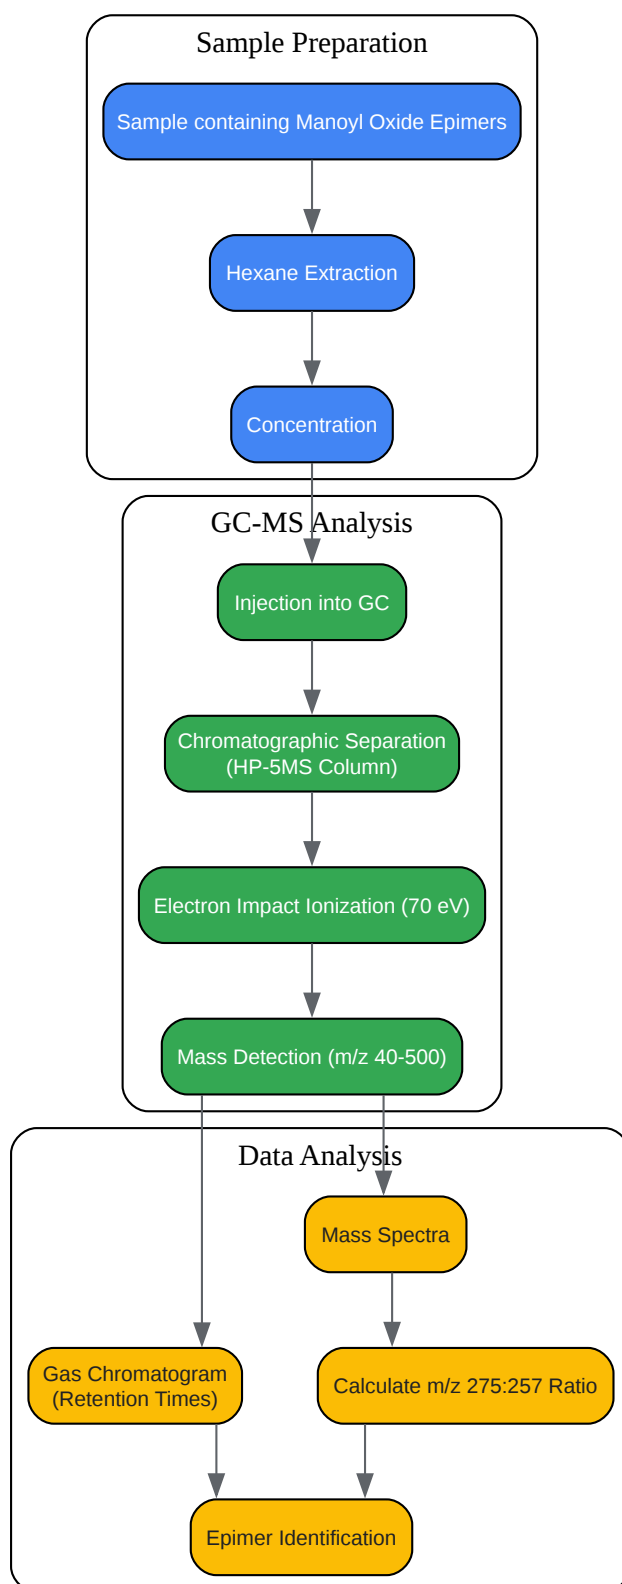 Sample Preparation
Sample containing Manoyl Oxide Epimers
Hexane Extraction
Concentration
GC-MS Analysis
Injection into GC
Chromatographic Separation
(HP-5MS Column)
Electron Impact Ionization (70 eV)
Mass Detection (m/z 40-500)
Data Analysis
Mass Spectra
Gas Chromatogram
(Retention Times)
Calculate m/z 275:257 Ratio
Epimer Identification